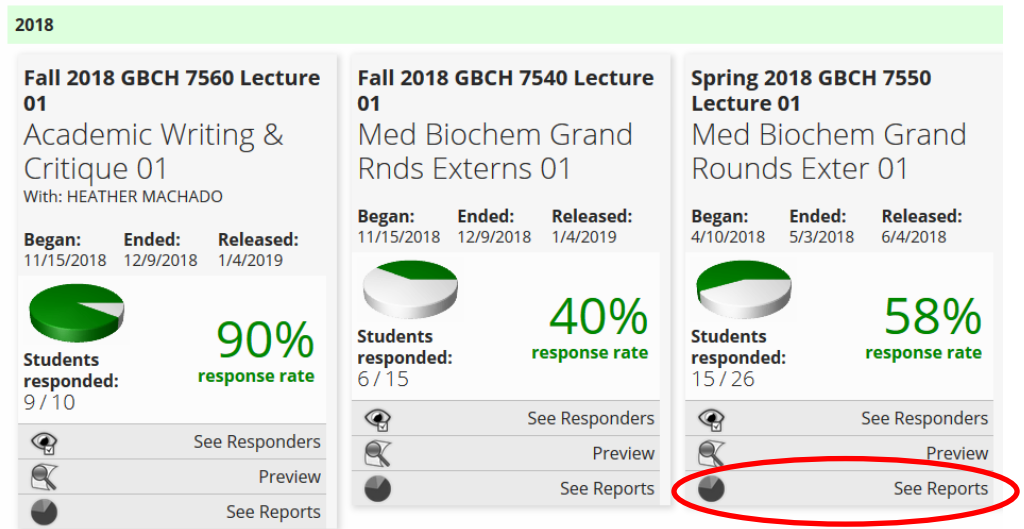 2018
Fall 2018 GBCH 7560 Lecture
01
Academic Writing &
Critique 01
With: HEATHER MACHADO
Began: Ended: Released:
11/15/2018 12/9/2018 1/4/2019
90%
response rate
Students
responded:
9 / 10
See Responders
Preview
See Reports
Fall 2018 GBCH 7540 Lecture
01
Med Biochem Grand
Rnds Externs 01
Began: Ended: Released:
11/15/2018 12/9/2018 1/4/2019
40%
response rate
Students
responded:
6 / 15
See Responders
Preview
See Reports
Spring 2018 GBCH 7550
Lecture 01
Med Biochem Grand
Rounds Exter 01
Began: Ended: Released:
4/10/2018 5/3/2018 6/4/2018
58%
response rate
Students
responded:
15 / 26
See Responders
Preview
See Reports